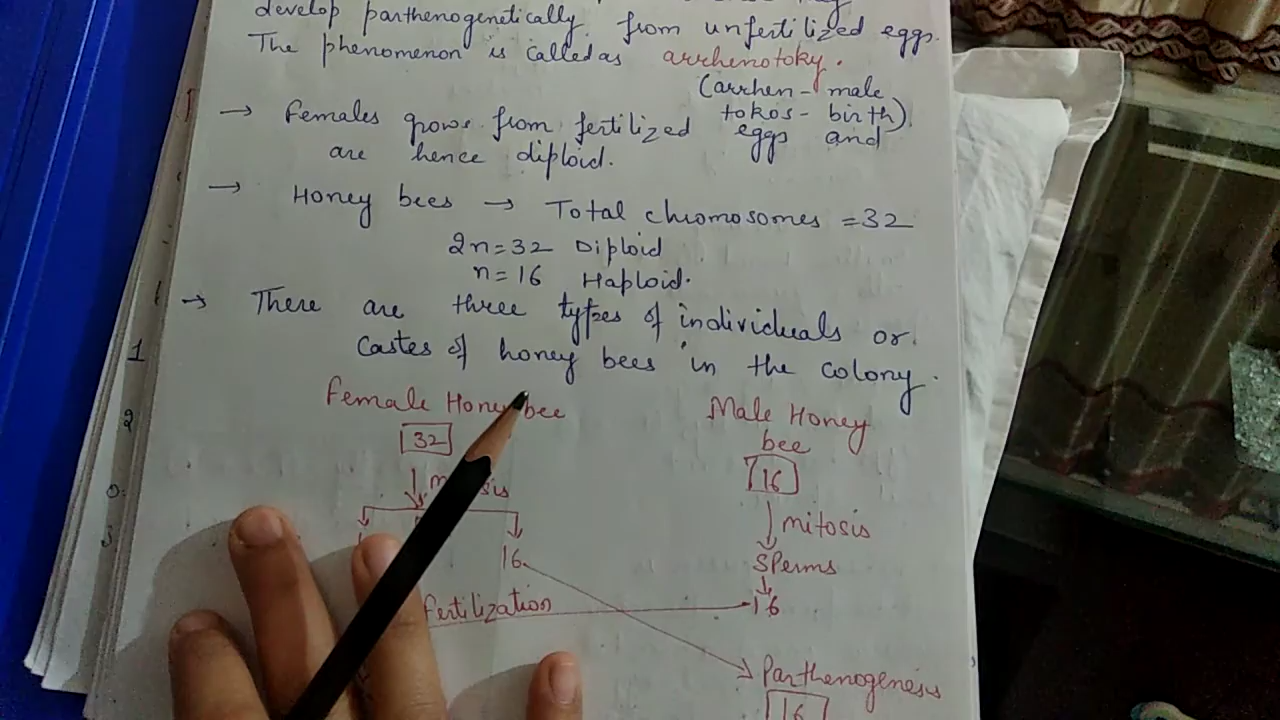 develop parthenogenetically from unfertilized eggs.
The phenomenon is called as arrhenotoky.
(arrhen - male
tokos - birth)
→ Females grows from fertilized eggs and
are hence diploid.
→ Honey bees → Total chromosomes = 32
2n = 32 Diploid
n = 16 Haploid.
→ There are three types of individuals or
castes of honey bees in the colony.
Female Honey bee
32
16
Fertilization
Male Honey
bee
16
mitosis
Sperms
16
Parthenogenesis
16
1
2